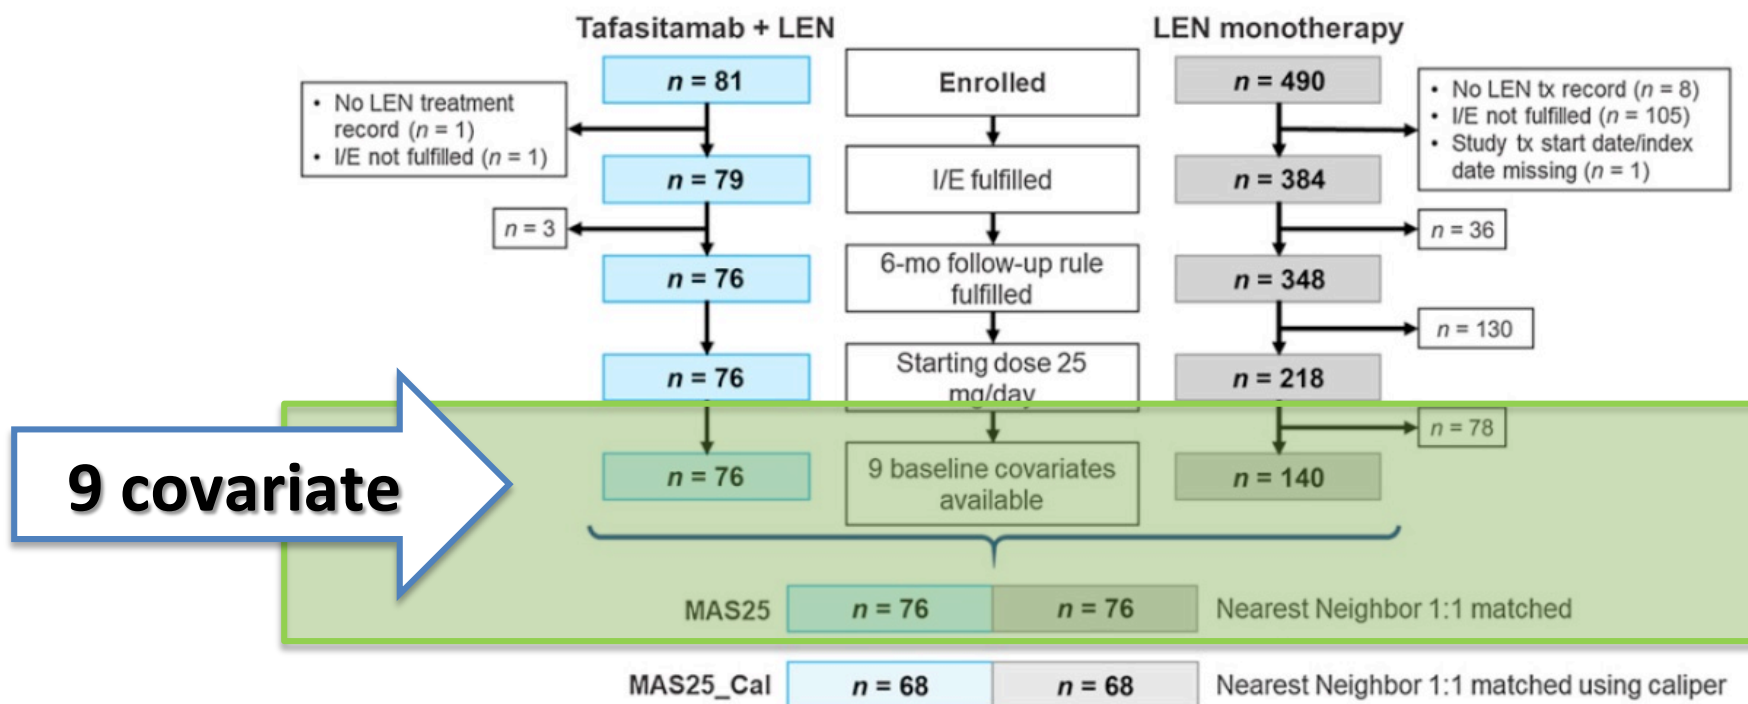 Tafasitamab + LEN
LEN monotherapy
n = 81
Enrolled
n = 490
• No LEN treatment
record (n = 1)
• I/E not fulfilled (n = 1)
• No LEN tx record (n = 8)
• I/E not fulfilled (n = 105)
• Study tx start date/index
date missing (n = 1)
n = 79
I/E fulfilled
n = 384
n = 3
n = 36
n = 76
6-mo follow-up rule
fulfilled
n = 348
n = 130
n = 76
Starting dose 25
mg/day
n = 218
n = 78
9 covariate
n = 76
9 baseline covariates
available
n = 140
MAS25
n = 76
n = 76
Nearest Neighbor 1:1 matched
MAS25_Cal
n = 68
n = 68
Nearest Neighbor 1:1 matched using caliper